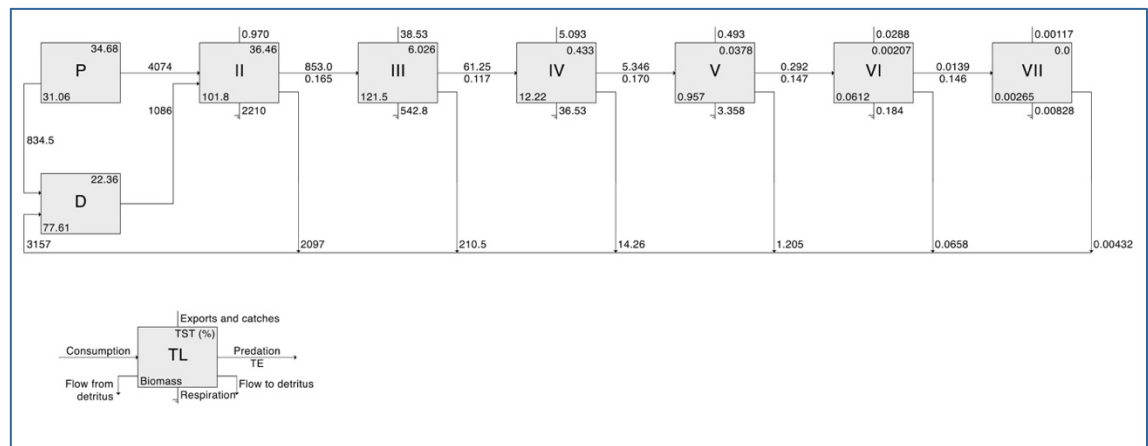 0.970 38.53 5.093 0.493 0.0288 0.00117
34.68 36.46 6.026 0.433 0.0378 0.00207 0.0
P 4074 II 853.0 III 61.25 IV 5.346 V 0.292 VI 0.0139 VII
0.165 0.117 0.170 0.147 0.146
31.06 101.8 121.5 12.22 0.957 0.0612 0.00265
1086 2210 542.8 36.53 3.358 0.184 0.00828
834.5
22.36
D
77.61
3157 2097 210.5 14.26 1.205 0.0658 0.00432
Exports and catches
TST (%)
Consumption TL Predation
TE
Flow from detritus Biomass Flow to detritus
Respiration